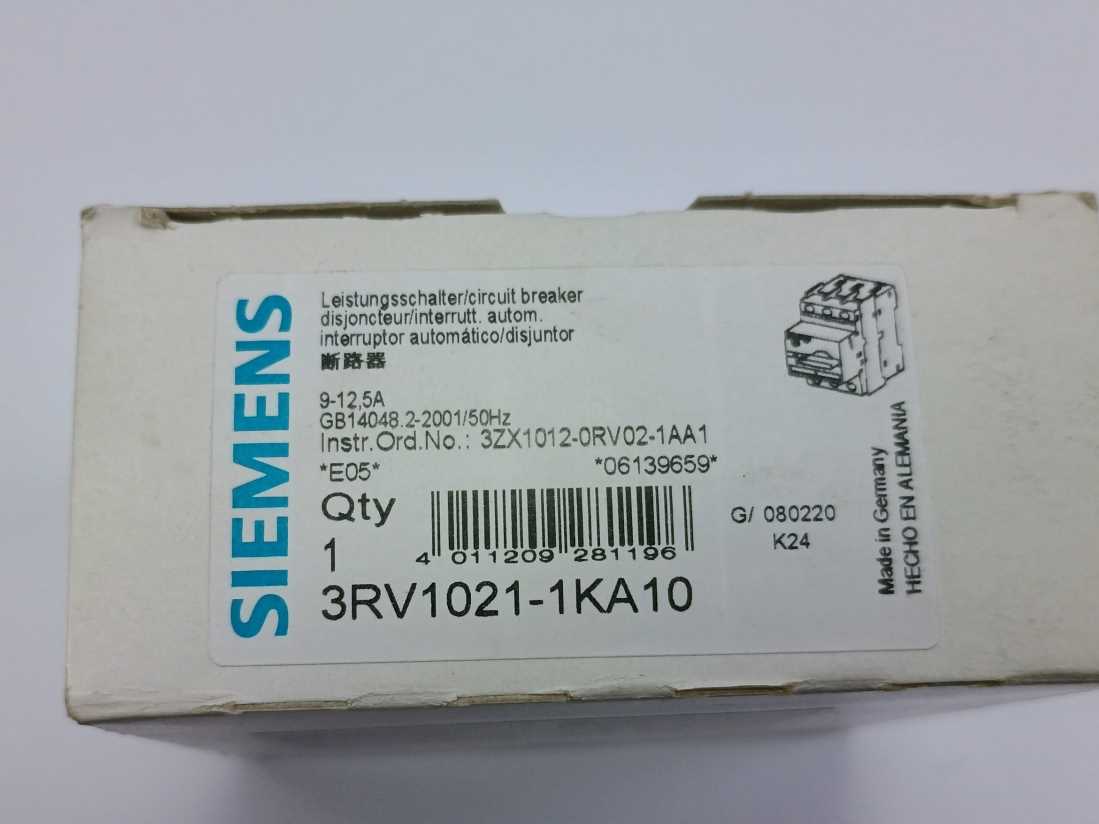 SIEMENS
Leistungsschalter/circuit breaker
disjoncteur/interrutt. autom.
interruptor automático/disjuntor
断路器
9-12,5A
GB14048.2-2001/50Hz
Instr.Ord.No.: 3ZX1012-0RV02-1AA1
*E05* *06139659*
Qty
1
4 011209 281196
3RV1021-1KA10
G/ 080220
K24
Made in Germany
HECHO EN ALEMANIA